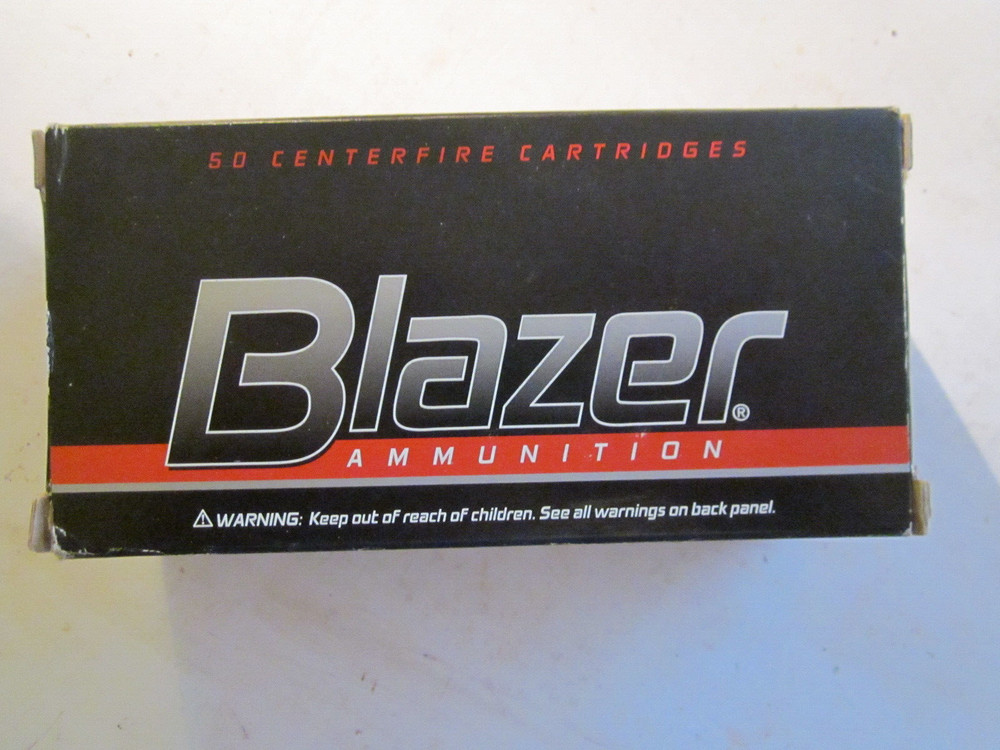 50 CENTERFIRE CARTRIDGES
Blazer®
AMMUNITION
⚠ WARNING: Keep out of reach of children. See all warnings on back panel.